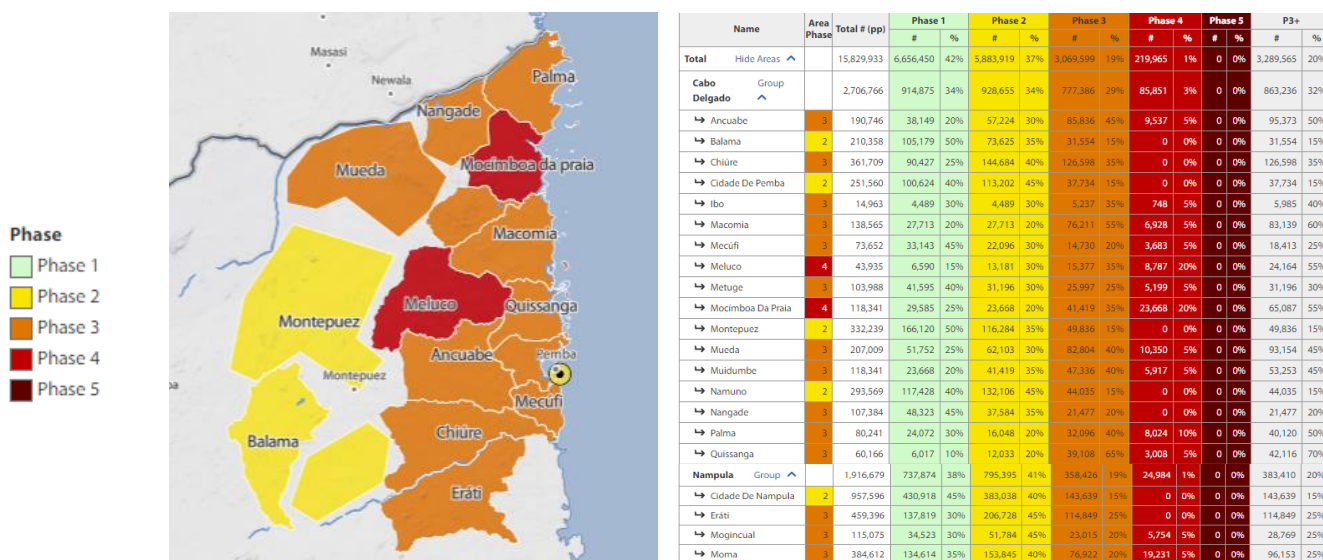 Phase
Phase 1
Phase 2
Phase 3
Phase 4
Phase 5
Masasi
Newala
Palma
Nangade
Mocímboa da praia
Mueda
Macomia
Meluco
Quissanga
Montepuez
Ancuabe
Pemba
Montepuez
Mecúfi
Chiúre
Balama
Eráti
Name Area Phase Total # (pp) Phase 1 Phase 2 Phase 3 Phase 4 Phase 5 P3+
# % # % # % # % # % # %
Total Hide Areas 15,829,933 6,656,450 42% 5,883,919 37% 3,069,599 19% 219,965 1% 0 0% 3,289,565 20%
Cabo Delgado Group 2,706,766 914,875 34% 928,655 34% 777,386 29% 85,851 3% 0 0% 863,236 32%
↪ Ancuabe 3 190,746 38,149 20% 57,224 30% 85,836 45% 9,537 5% 0 0% 95,373 50%
↪ Balama 2 210,358 105,179 50% 73,625 35% 31,554 15% 0 0% 0 0% 31,554 15%
↪ Chiúre 3 361,709 90,427 25% 144,684 40% 126,598 35% 0 0% 0 0% 126,598 35%
↪ Cidade De Pemba 2 251,560 100,624 40% 113,202 45% 37,734 15% 0 0% 0 0% 37,734 15%
↪ Ibo 3 14,963 4,489 30% 4,489 30% 5,237 35% 748 5% 0 0% 5,985 40%
↪ Macomia 3 138,565 27,713 20% 27,713 20% 76,211 55% 6,928 5% 0 0% 83,139 60%
↪ Mecúfi 3 73,652 33,143 45% 22,096 30% 14,730 20% 3,683 5% 0 0% 18,413 25%
↪ Meluco 4 43,935 6,590 15% 13,181 30% 15,377 35% 8,787 20% 0 0% 24,164 55%
↪ Metuge 3 103,988 41,595 40% 31,196 30% 25,997 25% 5,199 5% 0 0% 31,196 30%
↪ Mocímboa Da Praia 4 118,341 29,585 25% 23,668 20% 41,419 35% 23,668 20% 0 0% 65,087 55%
↪ Montepuez 2 332,239 166,120 50% 116,284 35% 49,836 15% 0 0% 0 0% 49,836 15%
↪ Mueda 3 207,009 51,752 25% 62,103 30% 82,804 40% 10,350 5% 0 0% 93,154 45%
↪ Muidumbe 3 118,341 23,668 20% 41,419 35% 47,336 40% 5,917 5% 0 0% 53,253 45%
↪ Namuno 2 293,569 117,428 40% 132,106 45% 44,035 15% 0 0% 0 0% 44,035 15%
↪ Nangade 3 107,384 48,323 45% 37,584 35% 21,477 20% 0 0% 0 0% 21,477 20%
↪ Palma 3 80,241 24,072 30% 16,048 20% 32,096 40% 8,024 10% 0 0% 40,120 50%
↪ Quissanga 3 60,166 6,017 10% 12,033 20% 39,108 65% 3,008 5% 0 0% 42,116 70%
Nampula Group 1,916,679 737,874 38% 795,395 41% 358,426 19% 24,984 1% 0 0% 383,410 20%
↪ Cidade De Nampula 2 957,596 430,918 45% 383,038 40% 143,639 15% 0 0% 0 0% 143,639 15%
↪ Eráti 3 459,396 137,819 30% 206,728 45% 114,849 25% 0 0% 0 0% 114,849 25%
↪ Mogincual 3 115,075 34,523 30% 51,784 45% 23,015 20% 5,754 5% 0 0% 28,769 25%
↪ Moma 3 384,612 134,614 35% 153,845 40% 76,922 20% 19,231 5% 0 0% 96,153 25%